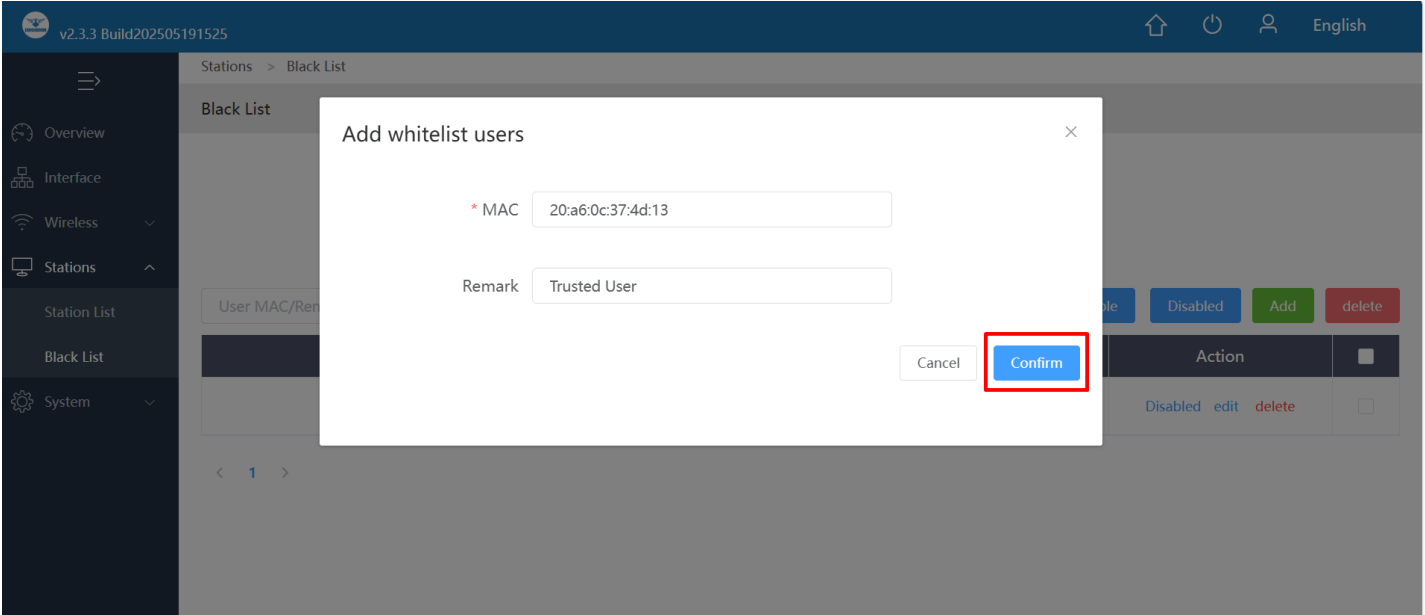 v2.3.3 Build202505191525
English
Stations > Black List
Black List
Overview
Interface
Wireless
Stations
Station List
Black List
System
Add whitelist users
* MAC 20:a6:0c:37:4d:13
Remark Trusted User
Cancel Confirm
User MAC/Ren
Disabled Add delete
Action
Disabled edit delete
< 1 >